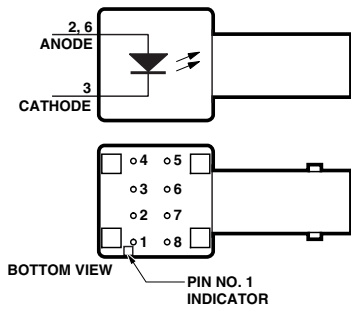 2, 6
ANODE
3
CATHODE
4 5
3 6
2 7
1 8
BOTTOM VIEW
PIN NO. 1
INDICATOR